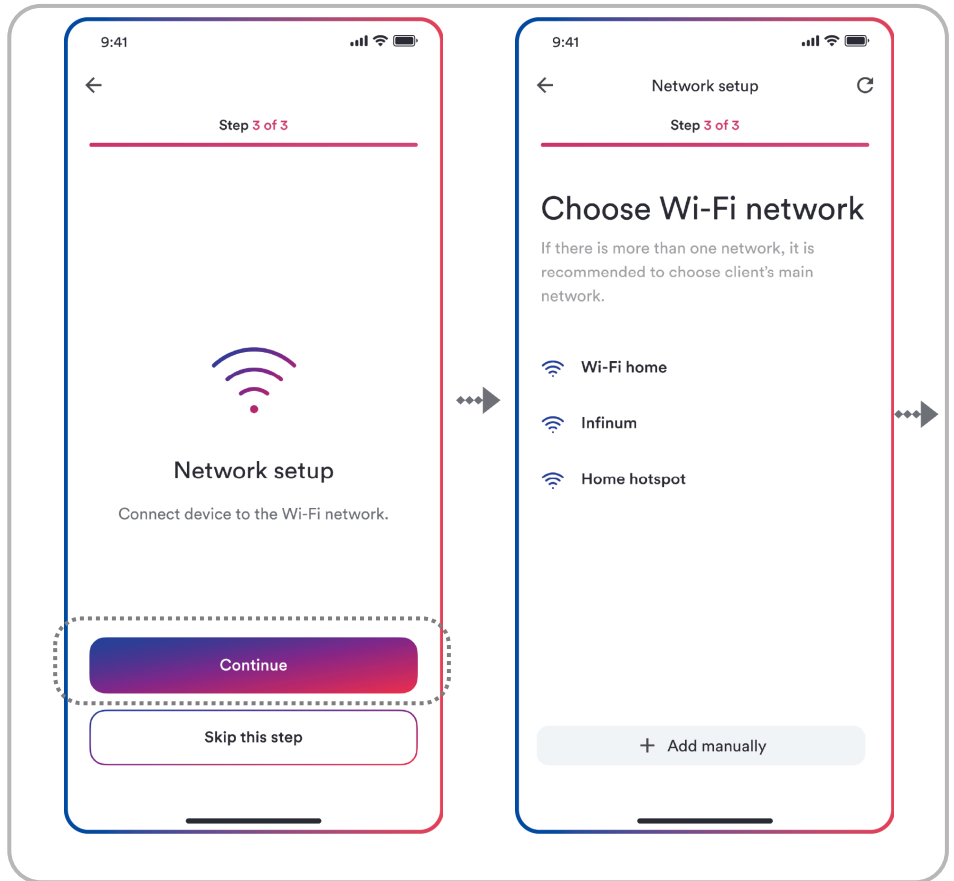 9:41
Step 3 of 3
Network setup
Connect device to the Wi-Fi network.
Continue
Skip this step
9:41
Network setup
Step 3 of 3
Choose Wi-Fi network
If there is more than one network, it is
recommended to choose client’s main
network.
Wi-Fi home
Infinum
Home hotspot
+ Add manually